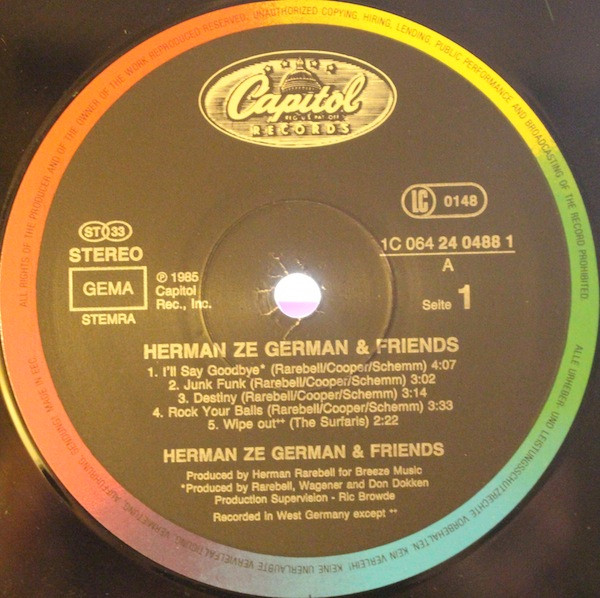 ALL RIGHTS OF THE PRODUCER AND OF THE OWNER OF THE WORK REPRODUCED RESERVED. UNAUTHORIZED COPYING, HIRING, LENDING, PUBLIC PERFORMANCE AND BROADCASTING OF THE RECORD PROHIBITED.
Capitol
RECORDS
LC 0148
ST 33
STEREO
GEMA
STEMRA
℗ 1985
Capitol
Rec., Inc.
1C 064 24 0488 1
A
Seite 1
HERMAN ZE GERMAN & FRIENDS
1. I'll Say Goodbye* (Rarebell/Cooper/Schemm) 4:07
2. Junk Funk (Rarebell/Cooper/Schemm) 3:02
3. Destiny (Rarebell/Cooper/Schemm) 3:14
4. Rock Your Balls (Rarebell/Cooper/Schemm) 3:33
5. Wipe out⁺⁺ (The Surfaris) 2:22
HERMAN ZE GERMAN & FRIENDS
Produced by Herman Rarebell for Breeze Music
*Produced by Rarebell, Wagener and Don Dokken
Production Supervision - Ric Browde
Recorded in West Germany except ⁺⁺
ALLE URHEBER- UND LEISTUNGSSCHUTZRECHTE VORBEHALTEN. KEIN VERLEIH! KEINE UNERLAUBTE VERVIELFÄLTIGUNG, VERMIETUNG, AUFFÜHRUNG, SENDUNG! MADE IN EEC.